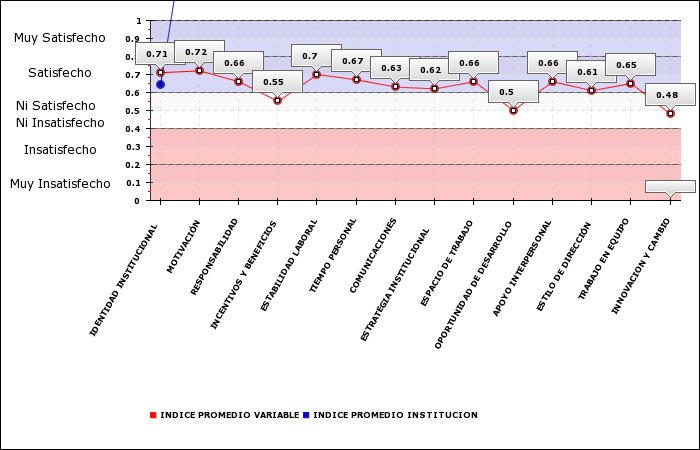 Muy Satisfecho
Satisfecho
Ni Satisfecho
Ni Insatisfecho
Insatisfecho
Muy Insatisfecho
1
0.9
0.8
0.7
0.6
0.5
0.4
0.3
0.2
0.1
0
0.71
0.72
0.66
0.55
0.7
0.67
0.63
0.62
0.66
0.5
0.66
0.61
0.65
0.48
IDENTIDAD INSTITUCIONAL
MOTIVACIÓN
RESPONSABILIDAD
INCENTIVOS Y BENEFICIOS
ESTABILIDAD LABORAL
TIEMPO PERSONAL
COMUNICACIONES
ESTRATEGIA INSTITUCIONAL
ESPACIO DE TRABAJO
OPORTUNIDAD DE DESARROLLO
APOYO INTERPERSONAL
ESTILO DE DIRECCIÓN
TRABAJO EN EQUIPO
INNOVACION Y CAMBIO
INDICE PROMEDIO VARIABLE
INDICE PROMEDIO INSTITUCION